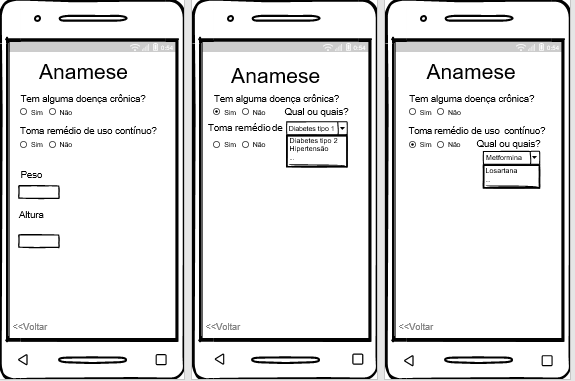 0:54
Anamese
Tem alguma doença crônica?
Sim Não
Toma remédio de uso contínuo?
Sim Não
Peso
Altura
<<Voltar
0:54
Anamese
Tem alguma doença crônica?
Sim Não Qual ou quais?
Toma remédio de Diabetes tipo 1
Sim Não Diabetes tipo 2
Hipertensão
...
<<Voltar
0:54
Anamese
Tem alguma doença crônica?
Sim Não
Toma remédio de uso contínuo?
Sim Não Qual ou quais?
Metformina
Losartana
...
<<Voltar